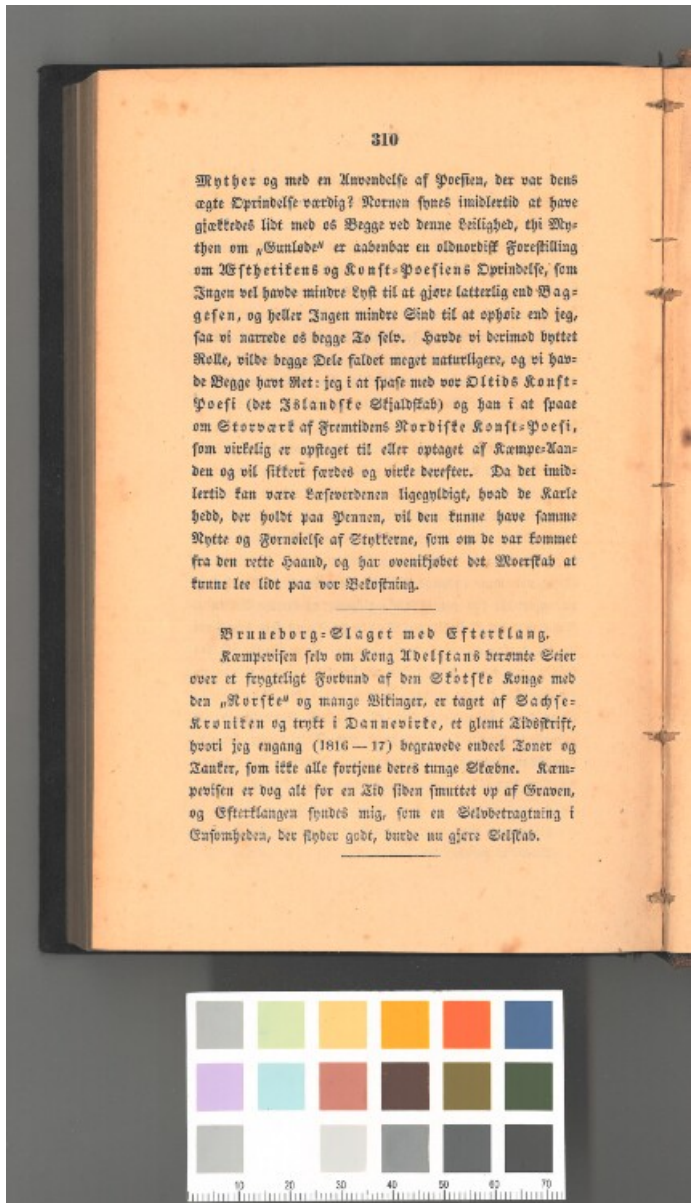 310
Myther og med en Anvendelse af Poesien, der var dens
ægte Oprindelse værdig? Nornen synes imidlertid at have
gjækkedes lidt med os Begge ved denne Leilighed, thi My=
then om „Gunløde“ er aabenbar en oldnordisk Forestilling
om Æsthetikens og Konst=Poesiens Oprindelse, som
Ingen vel havde mindre Lyst til at gjøre latterlig end Bag=
gesen, og heller Ingen mindre Sind til at ophøie end jeg,
saa vi narrede os begge To selv. Havde vi derimod byttet
Rolle, vilde begge Dele faldet meget naturligere, og vi hav=
de Begge havt Ret: jeg i at spase med vor Oltids Konst=
Poesi (det Islandske Skjaldskab) og han i at spaae
om Storværk af Fremtidens Nordiske Konst=Poesi,
som virkelig er opsteget til eller optaget af Kæmpe=Aan=
den og vil sikkert færdes og virke derefter. Da det imid=
lertid kan være Læseverdenen ligegyldigt, hvad de Karle
hedd, der holdt paa Pennen, vil den kunne have samme
Nytte og Fornøielse af Stykkerne, som om de var kommet
fra den rette Haand, og har ovenikjøbet det Moerskab at
kunne lee lidt paa vor Bekostning.
Bruneborg=Slaget med Efterklang.
Kæmpevisen selv om Kong Adelstans berømte Seier
over et frygteligt Forbund af den Skotske Konge med
den „Norske“ og mange Vikinger, er taget af Sachse=
Krøniken og trykt i Dannevirke, et glemt Tidsskrift,
hvori jeg engang (1816—17) begravede endeel Toner og
Tanker, som ikke alle fortjene deres tunge Skæbne. Kæm=
pevisen er dog alt for en Tid siden smuttet op af Graven,
og Efterklangen syndes mig, som en Selvbetragtning i
Ensomheden, der flyder godt, burde nu gjøre Selskab.
10 20 30 40 50 60 70